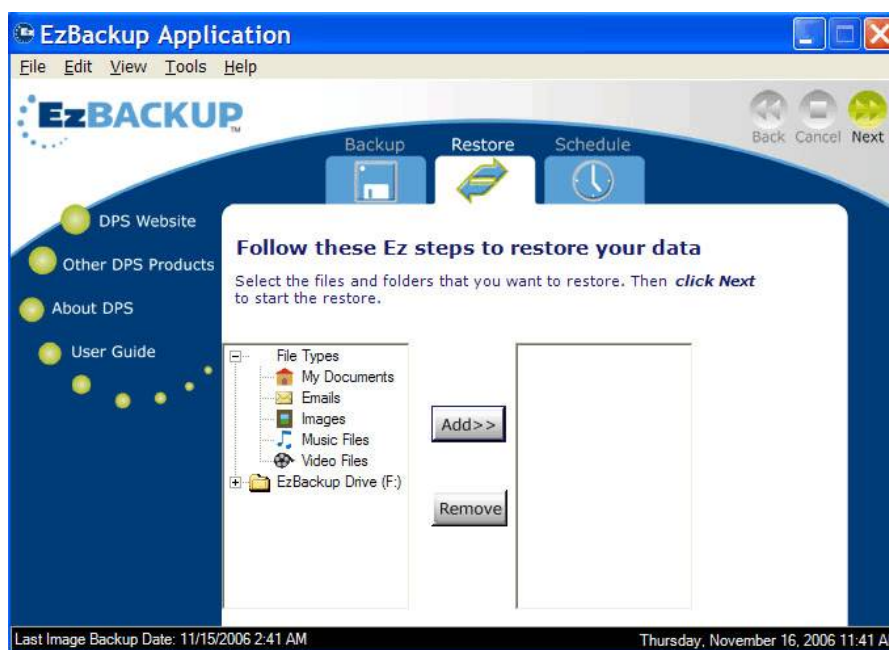 EzBackup Application
File Edit View Tools Help
EzBACKUP™
Back Cancel Next
Backup Restore Schedule
DPS Website
Other DPS Products
About DPS
User Guide
Follow these Ez steps to restore your data
Select the files and folders that you want to restore. Then click Next
to start the restore.
File Types
My Documents
Emails
Images
Music Files
Video Files
EzBackup Drive (F:)
Add>>
Remove
Last Image Backup Date: 11/15/2006 2:41 AM
Thursday, November 16, 2006 11:41 A